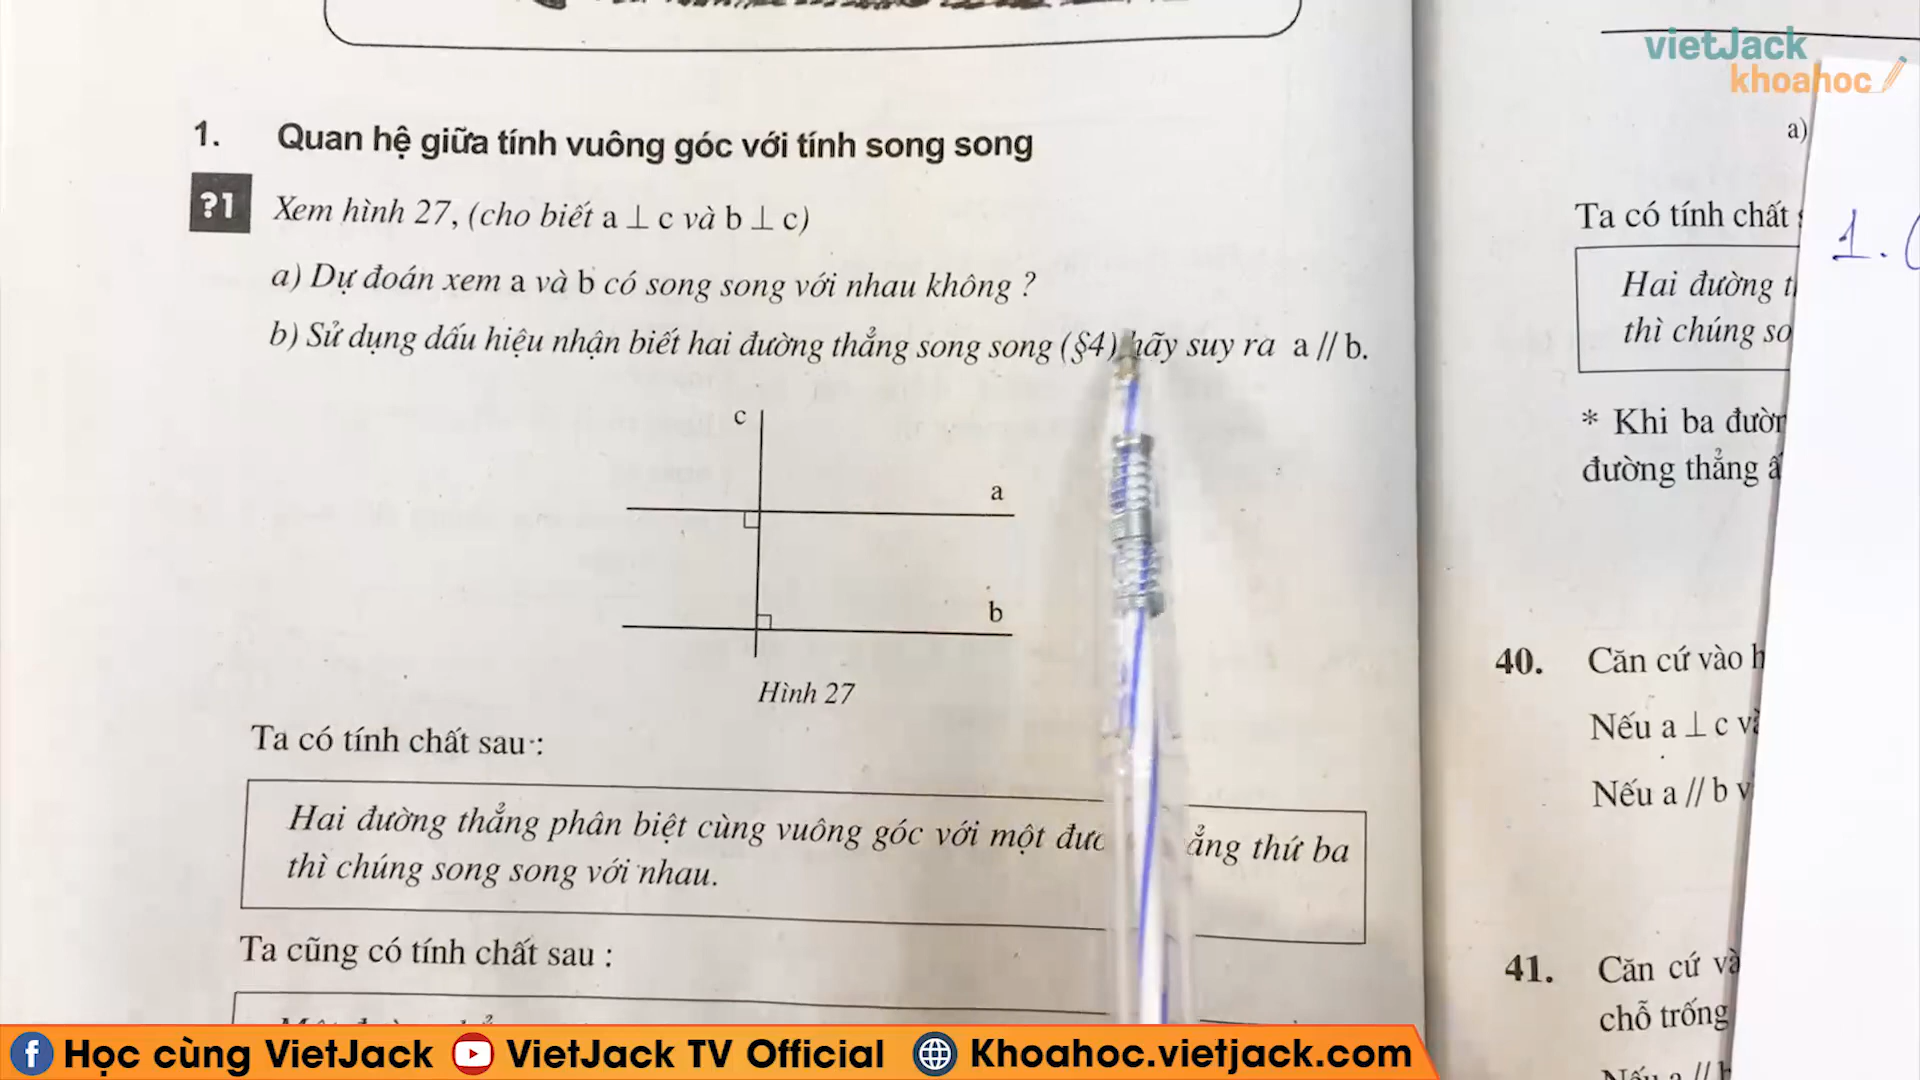 vietJack
khoahoc
1. Quan hệ giữa tính vuông góc với tính song song
?1 Xem hình 27, (cho biết a ⊥ c và b ⊥ c)
a) Dự đoán xem a và b có song song với nhau không ?
b) Sử dụng dấu hiệu nhận biết hai đường thẳng song song (§4) hãy suy ra a // b.
c
a
b
Hình 27
Ta có tính chất sau :
Hai đường thẳng phân biệt cùng vuông góc với một thứ ba
thì chúng song song với nhau.
Ta cũng có tính chất sau :
a)
Ta có tính chất
Hai đường
thì chúng
* Khi ba
đường thẳng
1.
40. Căn cứ vào
Nếu a ⊥ c
Nếu a // b
41. Căn cứ
chỗ trống
Học cùng VietJack VietJack TV Official Khoahoc.vietjack.com